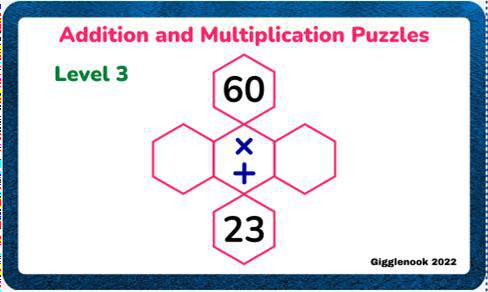 Addition and Multiplication Puzzles
Level 3
60
×
+
23
Gigglenook 2022